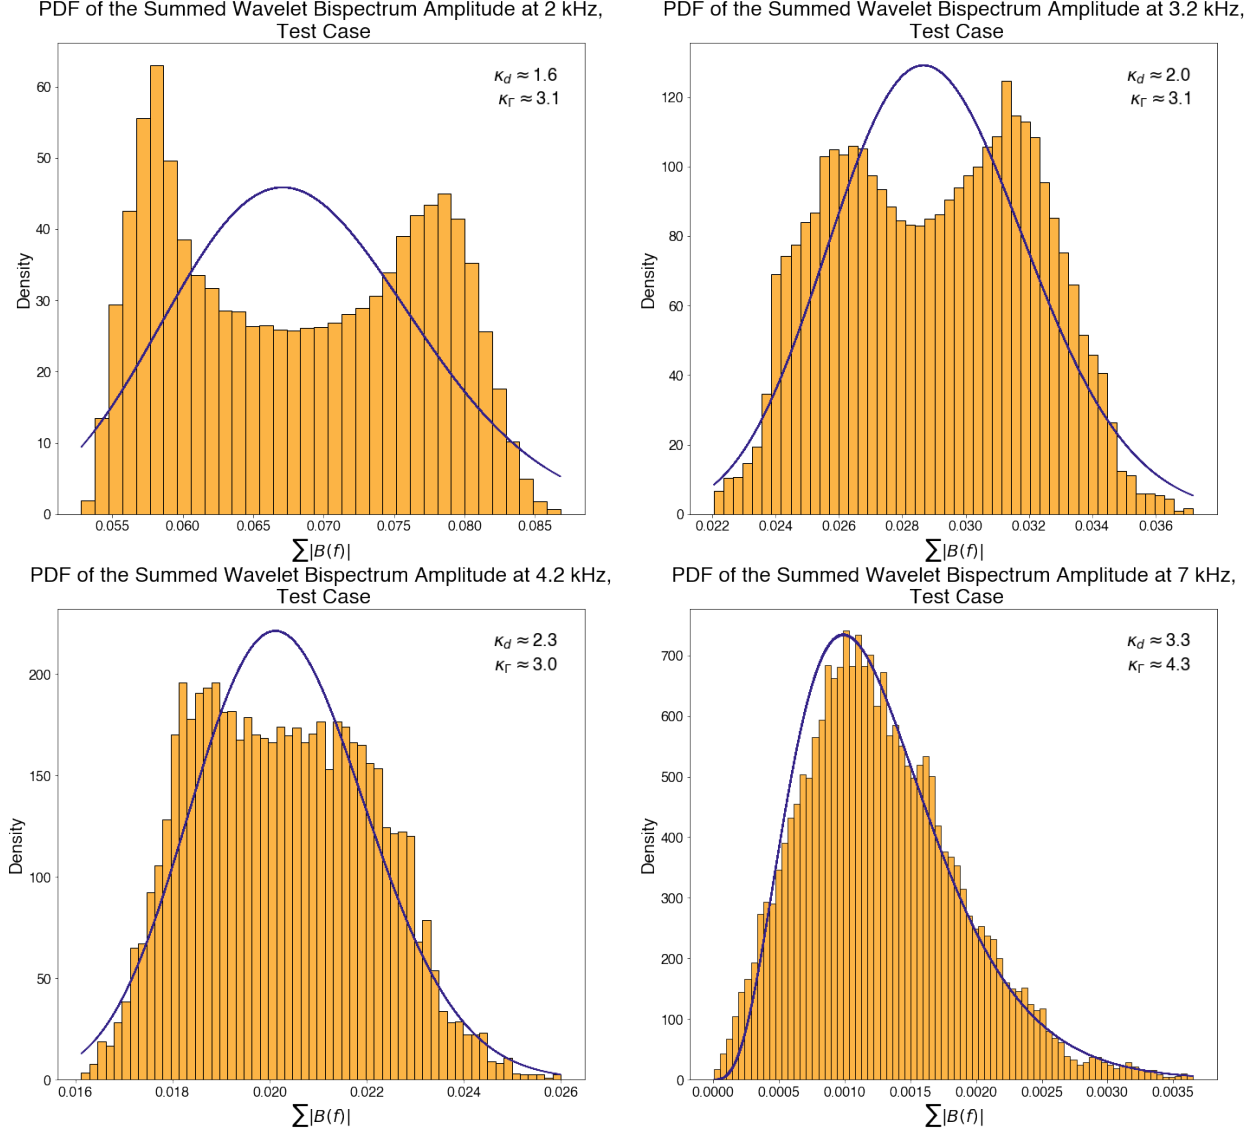 PDF of the Summed Wavelet Bispectrum Amplitude at 2 kHz,
Test Case
κ_d ≈ 1.6
κ_Γ ≈ 3.1
Density
60
50
40
30
20
10
0
0.055 0.060 0.065 0.070 0.075 0.080 0.085
∑|B(f)|
PDF of the Summed Wavelet Bispectrum Amplitude at 3.2 kHz,
Test Case
κ_d ≈ 2.0
κ_Γ ≈ 3.1
Density
120
100
80
60
40
20
0
0.022 0.024 0.026 0.028 0.030 0.032 0.034 0.036
∑|B(f)|
PDF of the Summed Wavelet Bispectrum Amplitude at 4.2 kHz,
Test Case
κ_d ≈ 2.3
κ_Γ ≈ 3.0
Density
200
150
100
50
0
0.016 0.018 0.020 0.022 0.024 0.026
∑|B(f)|
PDF of the Summed Wavelet Bispectrum Amplitude at 7 kHz,
Test Case
κ_d ≈ 3.3
κ_Γ ≈ 4.3
Density
700
600
500
400
300
200
100
0
0.0000 0.0005 0.0010 0.0015 0.0020 0.0025 0.0030 0.0035
∑|B(f)|